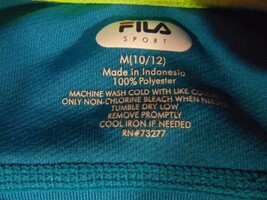 FILA
SPORT
M(10/12)
Made in Indonesia
100% Polyester
MACHINE WASH COLD WITH LIKE
ONLY NON-CHLORINE BLEACH WHEN
TUMBLE DRY LOW
REMOVE PROMPTLY
COOL IRON IF NEEDED
RN#73277